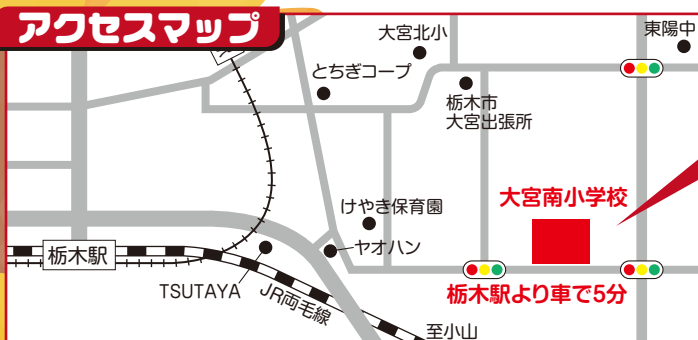 アクセスマップ
大宮北小
東陽中
とちぎコープ
栃木市
大宮出張所
大宮南小学校
けやき保育園
ヤオハン
栃木駅
TSUTAYA
JR両毛線
栃木駅より車で5分
至小山